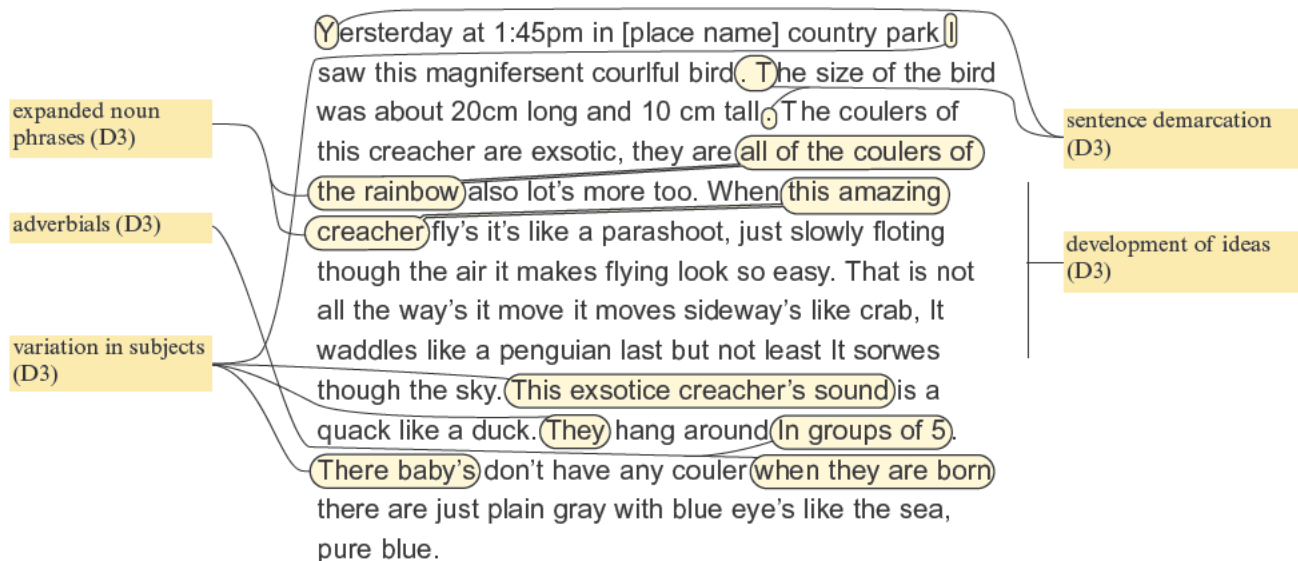 Yersterday at 1:45pm in [place name] country park I
saw this magnifersent courlful bird. The size of the bird
was about 20cm long and 10 cm tall. The coulers of
this creacher are exsotic, they are all of the coulers of
the rainbow also lot's more too. When this amazing
creacher fly's it's like a parashoot, just slowly floting
though the air it makes flying look so easy. That is not
all the way's it move it moves sideway's like crab, It
waddles like a penguian last but not least It sorwes
though the sky. This exsotice creacher's sound is a
quack like a duck. They hang around In groups of 5.
There baby's don't have any couler when they are born
there are just plain gray with blue eye's like the sea,
pure blue.
expanded noun
phrases (D3)
adverbials (D3)
variation in subjects
(D3)
sentence demarcation
(D3)
development of ideas
(D3)